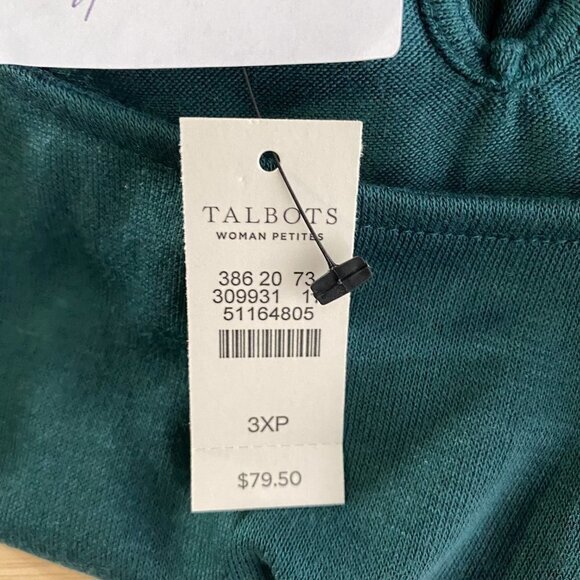 TALBOTS
WOMAN PETITES
386 20 73
309931
51164805
3XP
$79.50